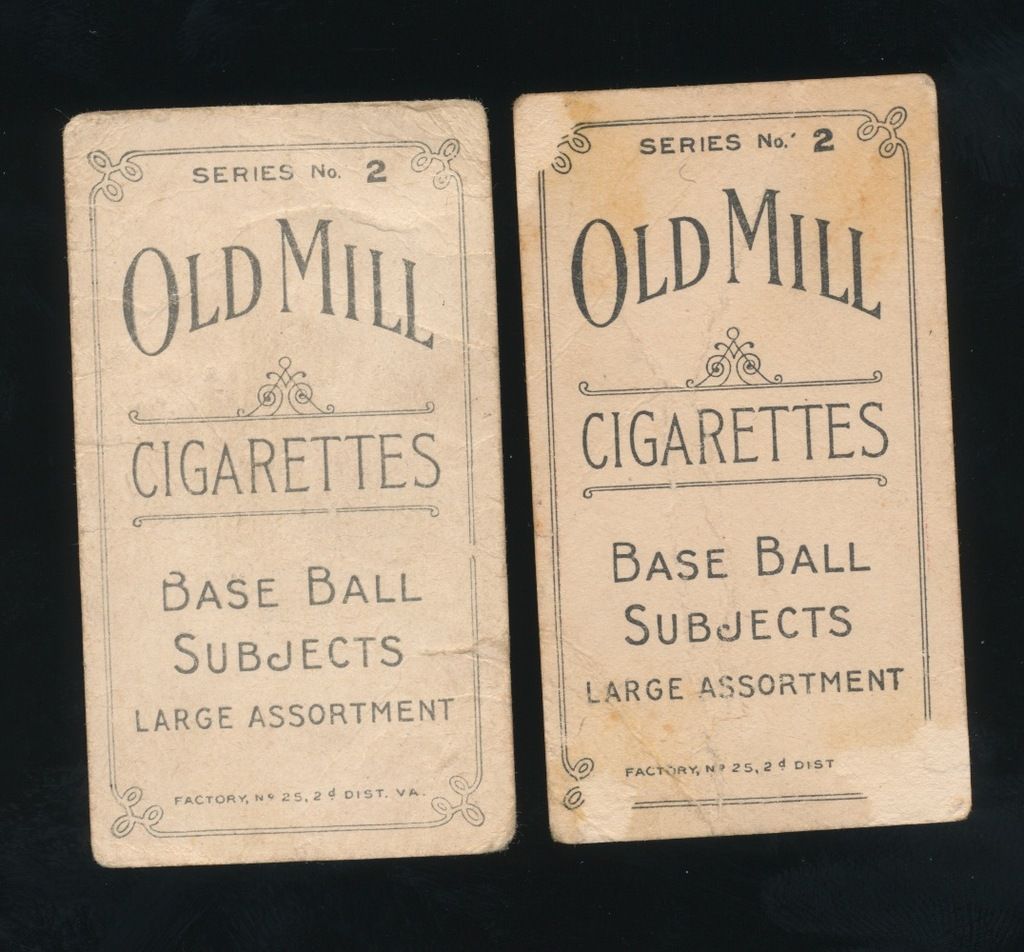 SERIES No. 2
OLD MILL
CIGARETTES
BASE BALL
SUBJECTS
LARGE ASSORTMENT
FACTORY, No 25, 2d DIST. VA.
SERIES No. 2
OLD MILL
CIGARETTES
BASE BALL
SUBJECTS
LARGE ASSORTMENT
FACTORY, No 25, 2d DIST